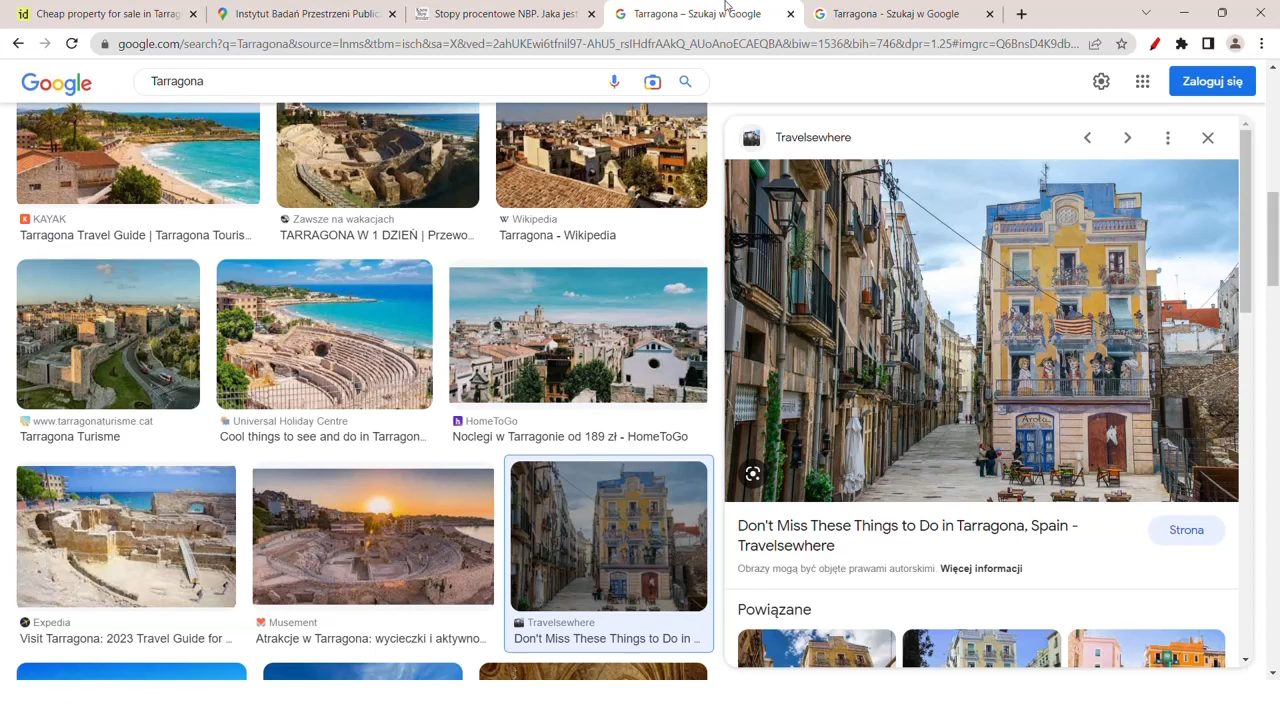 Cheap property for sale in Tarrag
Instytut Badań Przestrzeni Public
Stopy procentowe NBP. Jaka jest
Tarragona – Szukaj w Google
Tarragona - Szukaj w Google
google.com/search?q=Tarragona&source=lnms&tbm=isch&sa=X&ved=2ahUKEwi6tfnil97-AhU5_rsIHdfrAAkQ_AUoAnoECAEQBA&biw=1536&bih=746&dpr=1.25#imgrc=Q6BnsD4K9db...
Google
Tarragona
Zaloguj się
KAYAK
Tarragona Travel Guide | Tarragona Touris...
Zawsze na wakacjach
TARRAGONA W 1 DZIEŃ | Przewo...
Wikipedia
Tarragona - Wikipedia
www.tarragonaturisme.cat
Tarragona Turisme
Universal Holiday Centre
Cool things to see and do in Tarragon...
HomeToGo
Noclegi w Tarragonie od 189 zł - HomeToGo
Expedia
Visit Tarragona: 2023 Travel Guide for ...
Musement
Atrakcje w Tarragona: wycieczki i aktywno...
Travelsewhere
Don't Miss These Things to Do in ...
Travelsewhere
Don't Miss These Things to Do in Tarragona, Spain -
Travelsewhere
Strona
Obrazy mogą być objęte prawami autorskimi. Więcej informacji
Powiązane